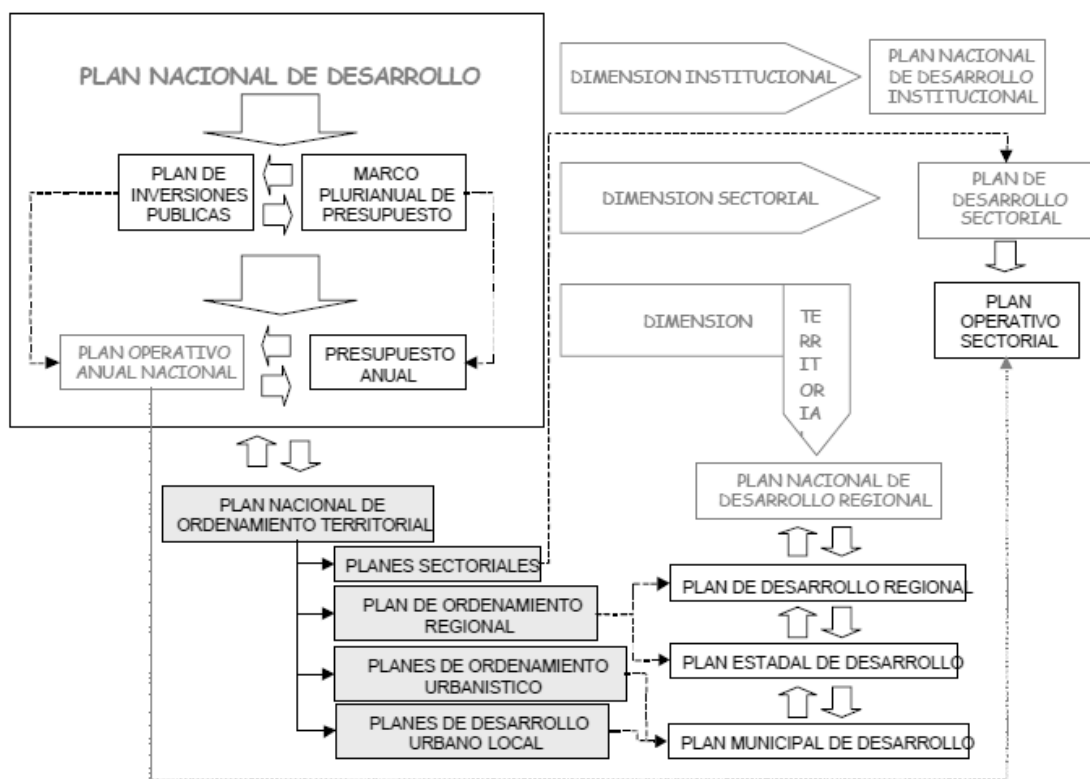 PLAN NACIONAL DE DESARROLLO
PLAN DE
INVERSIONES
PUBLICAS
MARCO
PLURIANUAL DE
PRESUPUESTO
PLAN OPERATIVO
ANUAL NACIONAL
PRESUPUESTO
ANUAL
DIMENSION INSTITUCIONAL
PLAN NACIONAL
DE DESARROLLO
INSTITUCIONAL
DIMENSION SECTORIAL
PLAN DE
DESARROLLO
SECTORIAL
PLAN
OPERATIVO
SECTORIAL
DIMENSION
TE
RR
IT
OR
IA
L
PLAN NACIONAL DE
ORDENAMIENTO TERRITORIAL
PLANES SECTORIALES
PLAN DE ORDENAMIENTO
REGIONAL
PLANES DE ORDENAMIENTO
URBANISTICO
PLANES DE DESARROLLO
URBANO LOCAL
PLAN NACIONAL DE
DESARROLLO REGIONAL
PLAN DE DESARROLLO REGIONAL
PLAN ESTADAL DE DESARROLLO
PLAN MUNICIPAL DE DESARROLLO